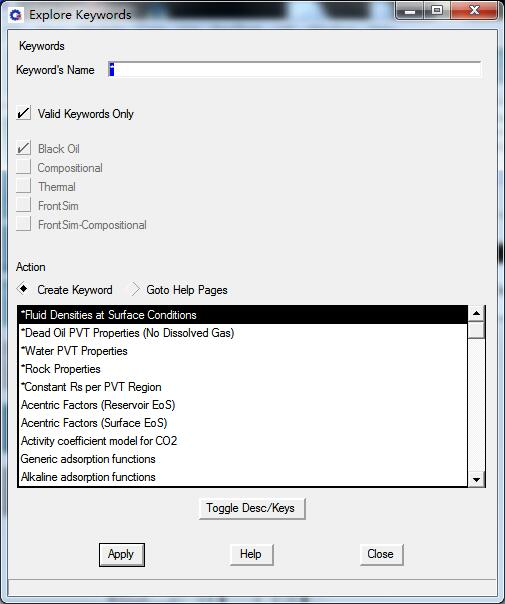 Explore Keywords
Keywords
Keyword's Name *
Valid Keywords Only
Black Oil
Compositional
Thermal
FrontSim
FrontSim-Compositional
Action
Create Keyword Goto Help Pages
*Fluid Densities at Surface Conditions
*Dead Oil PVT Properties (No Dissolved Gas)
*Water PVT Properties
*Rock Properties
*Constant Rs per PVT Region
Acentric Factors (Reservoir EoS)
Acentric Factors (Surface EoS)
Activity coefficient model for CO2
Generic adsorption functions
Alkaline adsorption functions
Toggle Desc/Keys
Apply Help Close